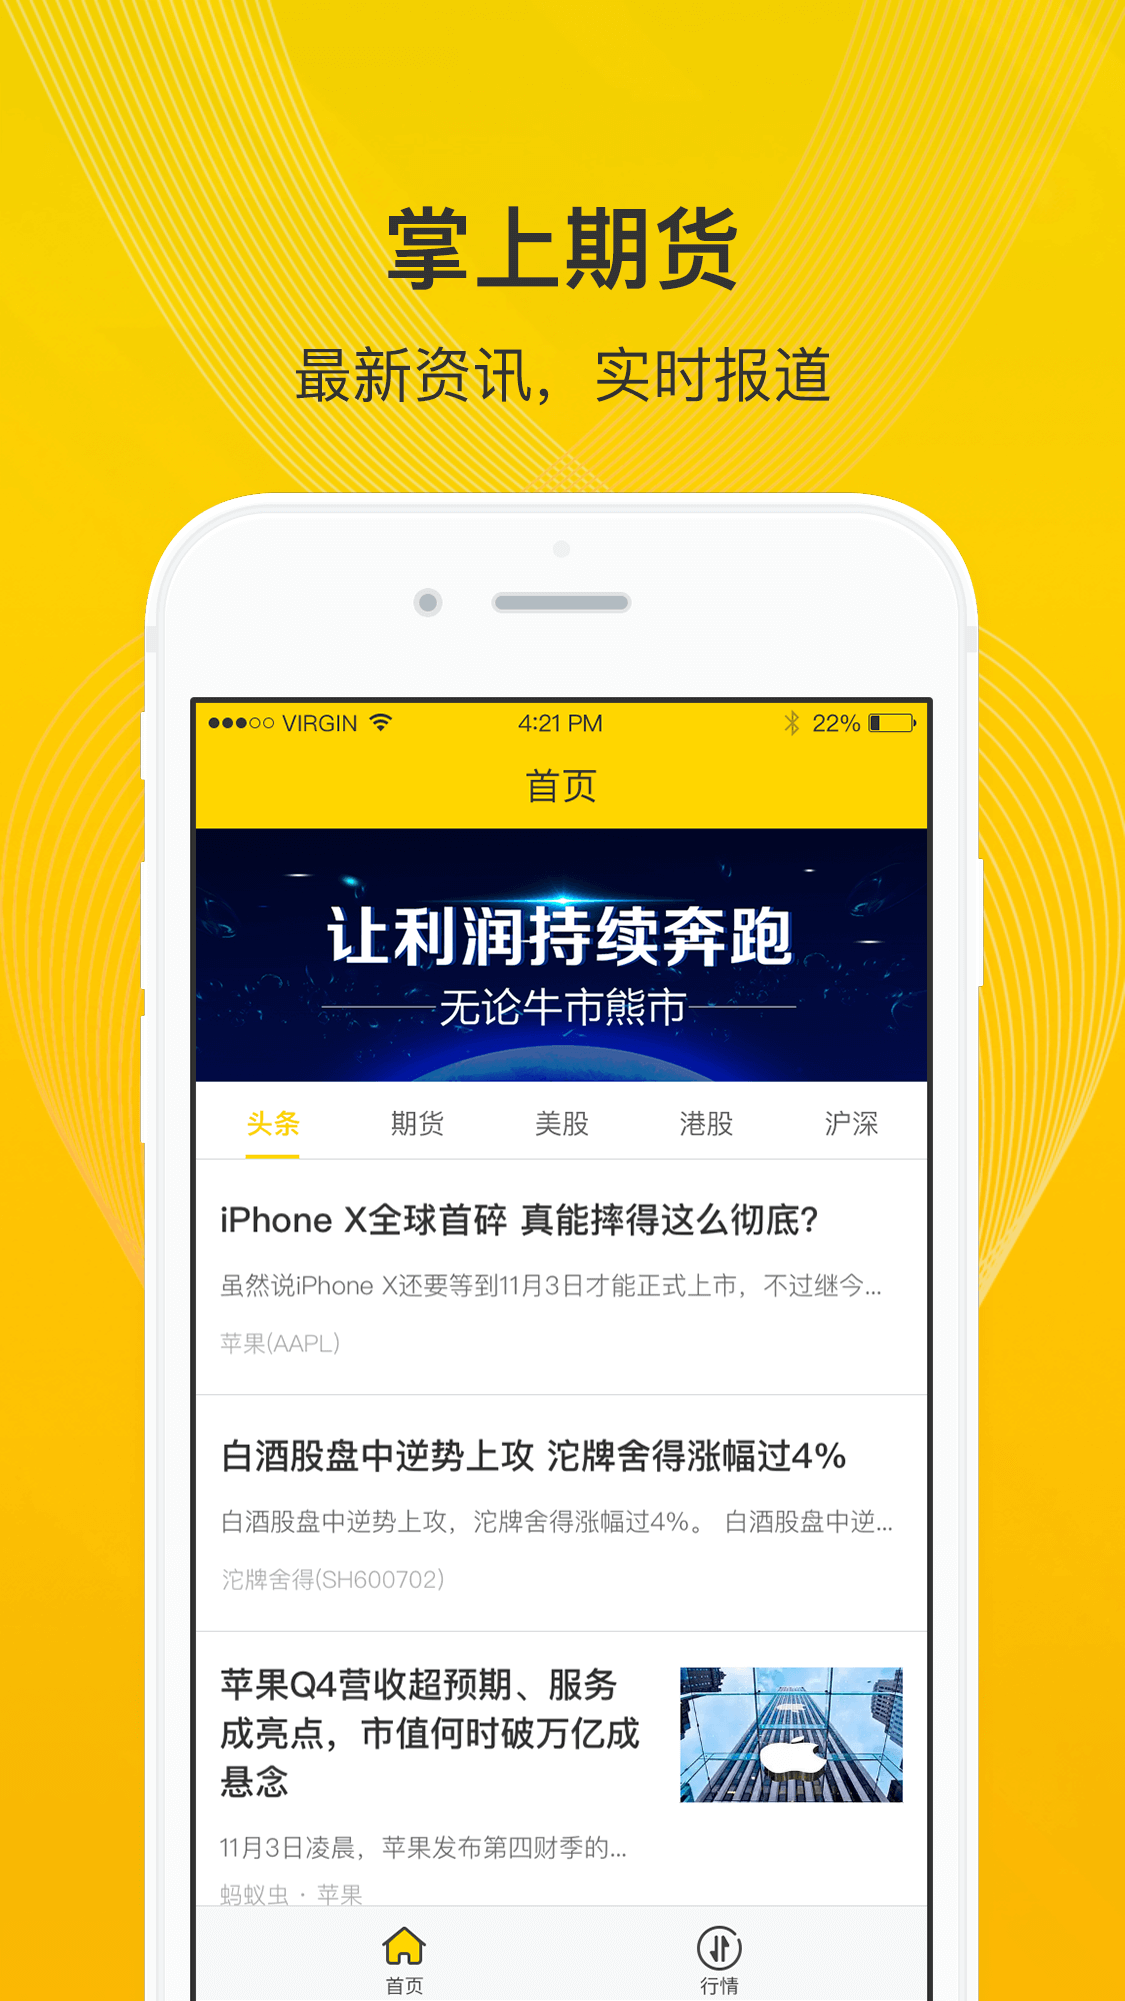 掌上期货
最新资讯，实时报道
VIRGIN 4:21 PM 22%
首页
让利润持续奔跑
无论牛市熊市
头条 期货 美股 港股 沪深
iPhone X全球首碎 真能摔得这么彻底?
虽然说iPhone X还要等到11月3日才能正式上市，不过继今...
苹果(AAPL)
白酒股盘中逆势上攻 沱牌舍得涨幅过4%
白酒股盘中逆势上攻，沱牌舍得涨幅过4%。 白酒股盘中逆...
沱牌舍得(SH600702)
苹果Q4营收超预期、服务
成亮点，市值何时破万亿成
悬念
11月3日凌晨，苹果发布第四财季的...
蚂蚁虫 · 苹果
首页 行情